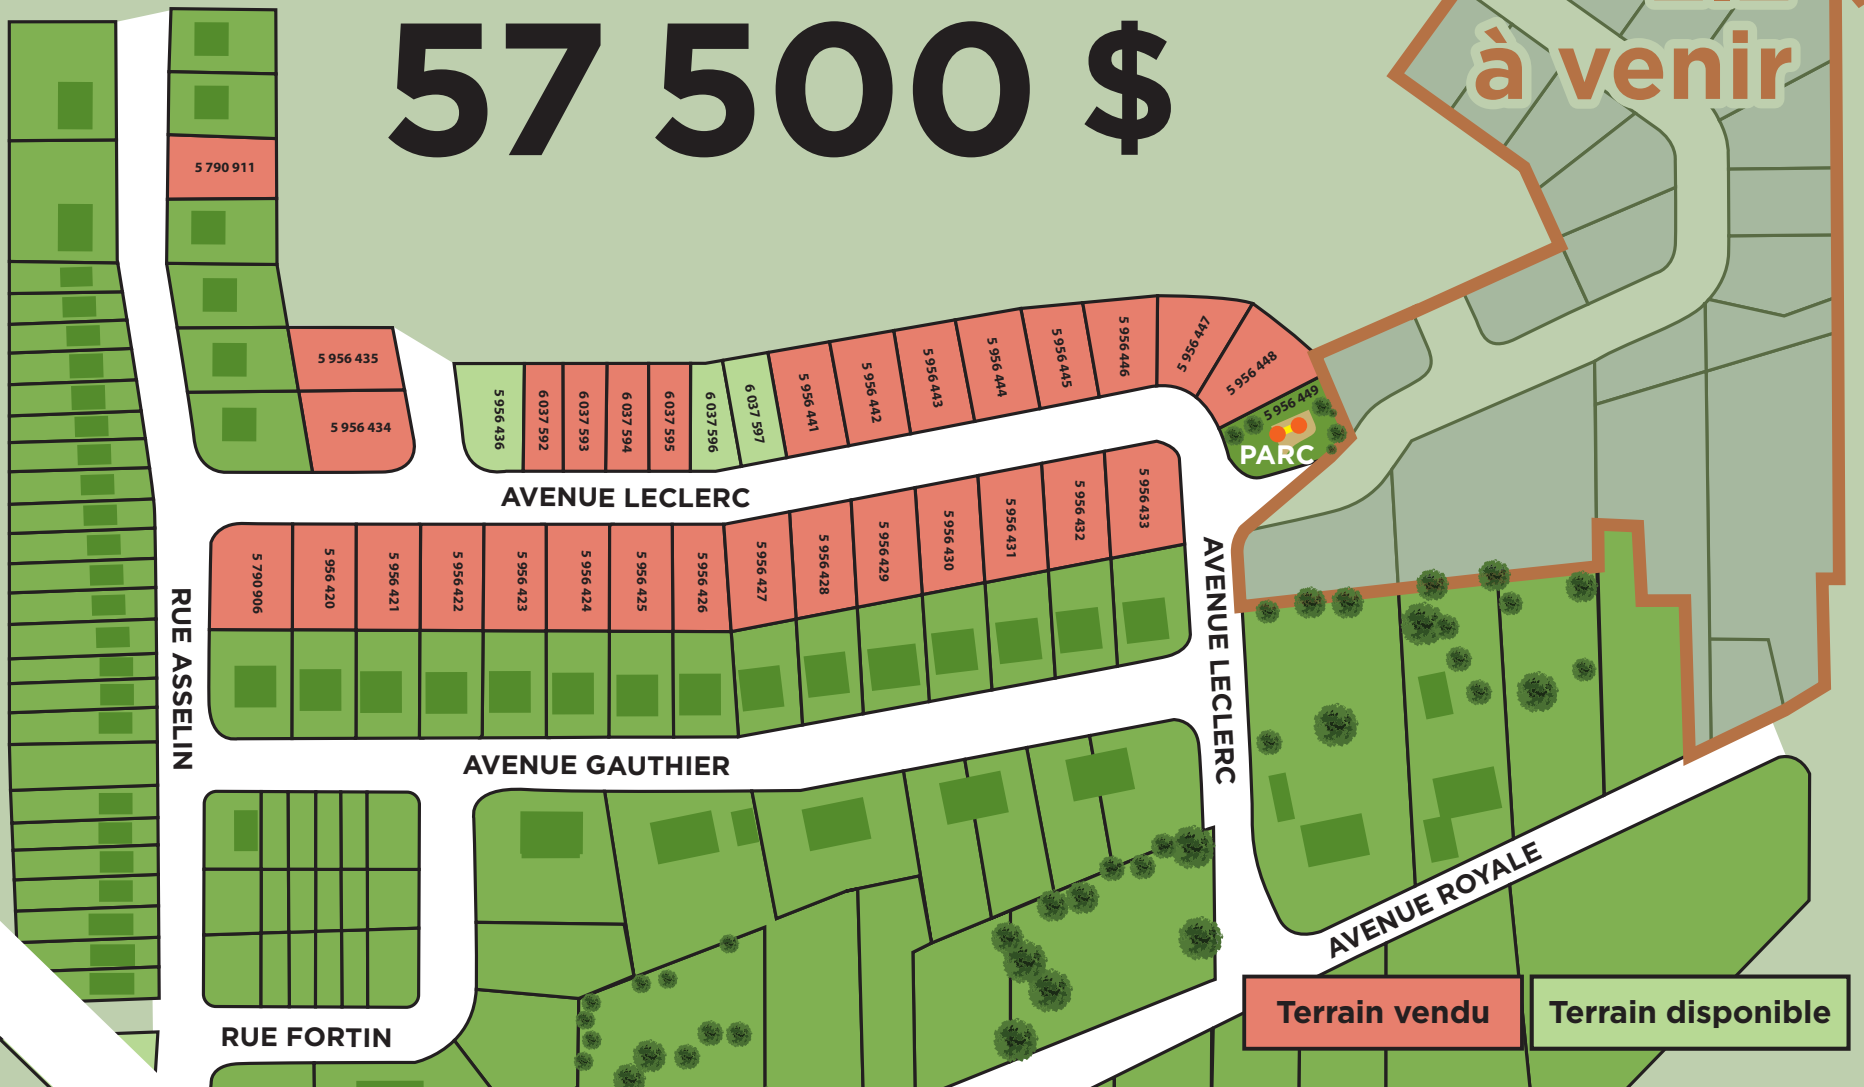 57 500 $
à venir
5 790 911
5 956 435
5 956 434
5 956 436
6 037 592
6 037 593
6 037 594
6 037 595
6 037 596
6 037 597
5 956 441
5 956 442
5 956 443
5 956 444
5 956 445
5 956 446
5 956 447
5 956 448
5 956 449
PARC
AVENUE LECLERC
5 790 906
5 956 420
5 956 421
5 956 422
5 956 423
5 956 424
5 956 425
5 956 426
5 956 427
5 956 428
5 956 429
5 956 430
5 956 431
5 956 432
5 956 433
RUE ASSELIN
AVENUE LECLERC
AVENUE GAUTHIER
AVENUE ROYALE
RUE FORTIN
Terrain vendu
Terrain disponible